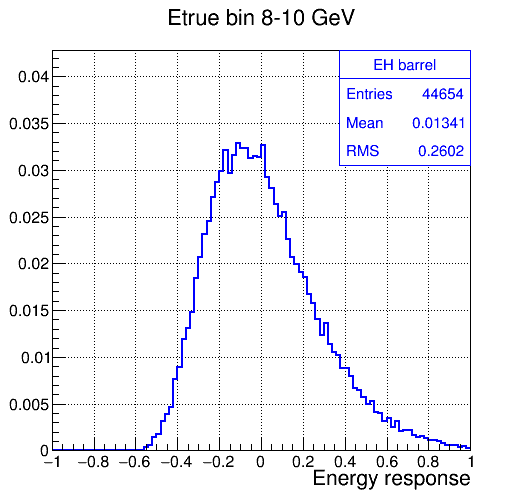 Etrue bin 8-10 GeV
EH barrel
Entries 44654
Mean 0.01341
RMS 0.2602
0.04
0.035
0.03
0.025
0.02
0.015
0.01
0.005
0
−1 −0.8 −0.6 −0.4 −0.2 0 0.2 0.4 0.6 0.8 1
Energy response